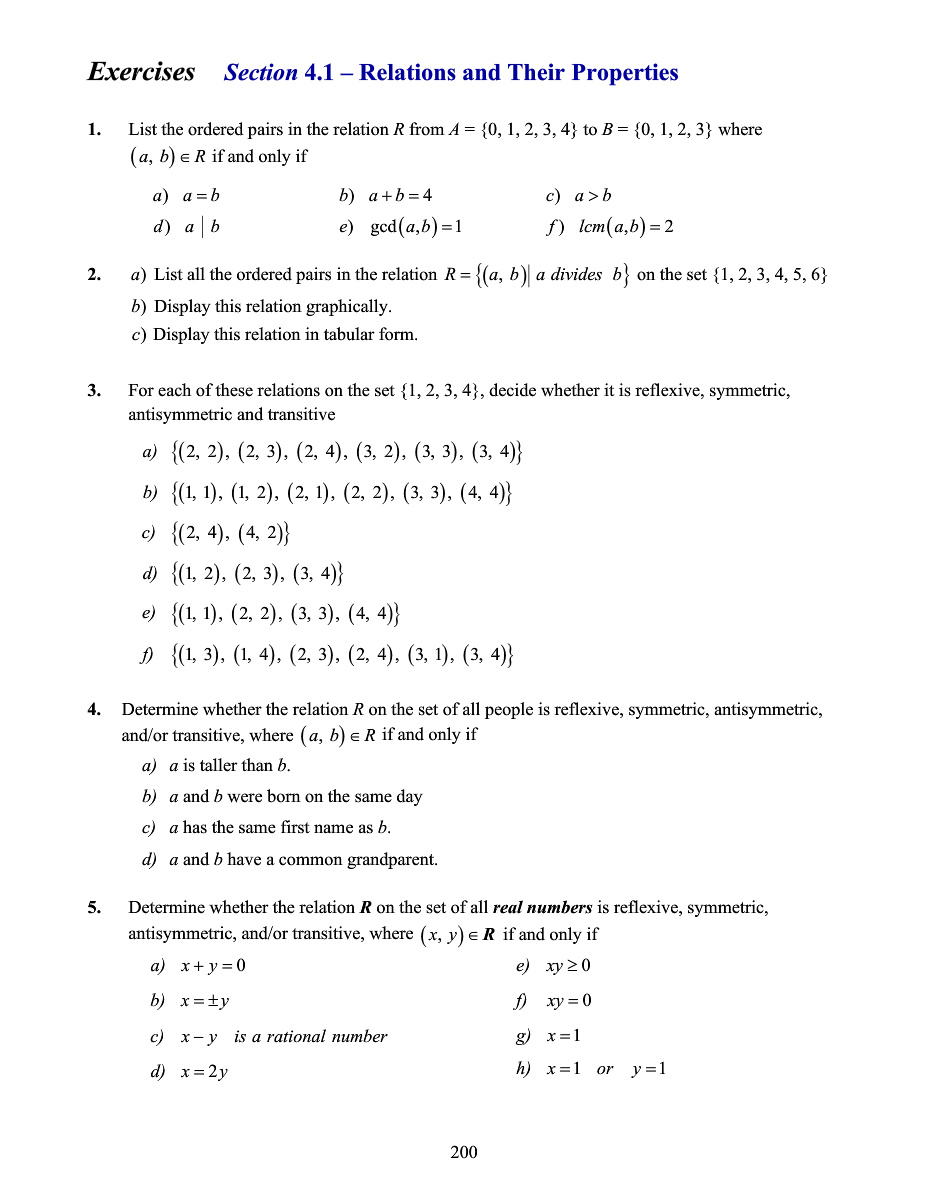 Exercises Section 4.1 – Relations and Their Properties
1. List the ordered pairs in the relation R from A = {0, 1, 2, 3, 4} to B = {0, 1, 2, 3} where
(a, b) ∈ R if and only if
a) a = b b) a + b = 4 c) a > b
d) a | b e) gcd(a,b) = 1 f) lcm(a,b) = 2
2. a) List all the ordered pairs in the relation R = {(a, b)| a divides b} on the set {1, 2, 3, 4, 5, 6}
b) Display this relation graphically.
c) Display this relation in tabular form.
3. For each of these relations on the set {1, 2, 3, 4}, decide whether it is reflexive, symmetric,
antisymmetric and transitive
a) {(2, 2), (2, 3), (2, 4), (3, 2), (3, 3), (3, 4)}
b) {(1, 1), (1, 2), (2, 1), (2, 2), (3, 3), (4, 4)}
c) {(2, 4), (4, 2)}
d) {(1, 2), (2, 3), (3, 4)}
e) {(1, 1), (2, 2), (3, 3), (4, 4)}
f) {(1, 3), (1, 4), (2, 3), (2, 4), (3, 1), (3, 4)}
4. Determine whether the relation R on the set of all people is reflexive, symmetric, antisymmetric,
and/or transitive, where (a, b) ∈ R if and only if
a) a is taller than b.
b) a and b were born on the same day
c) a has the same first name as b.
d) a and b have a common grandparent.
5. Determine whether the relation R on the set of all real numbers is reflexive, symmetric,
antisymmetric, and/or transitive, where (x, y) ∈ R if and only if
a) x + y = 0 e) xy ≥ 0
b) x = ±y f) xy = 0
c) x − y is a rational number g) x = 1
d) x = 2y h) x = 1 or y = 1
200